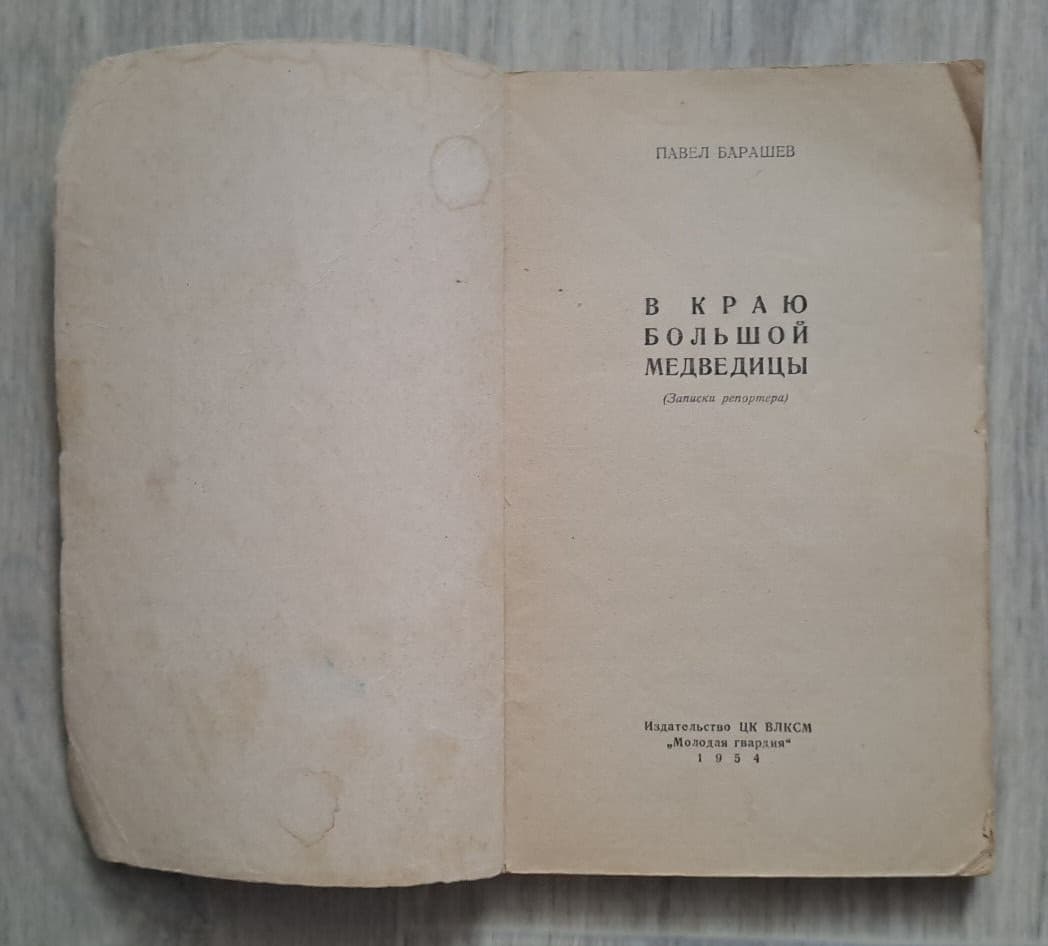 ПАВЕЛ БАРАШЕВ
В КРАЮ
БОЛЬШОЙ
МЕДВЕДИЦЫ
(Записки репортера)
Издательство ЦК ВЛКСМ
„Молодая гвардия“
1954